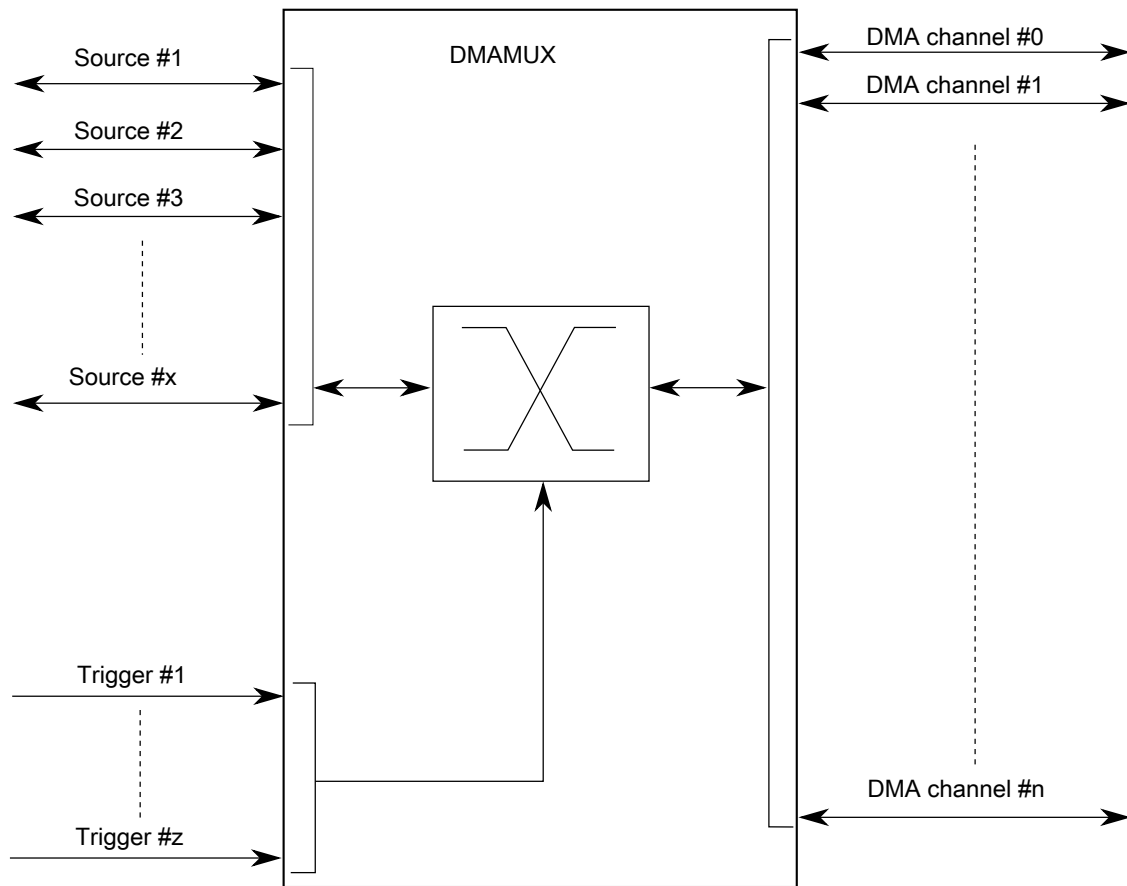 DMAMUX
Source #1
Source #2
Source #3
Source #x
Trigger #1
Trigger #z
DMA channel #0
DMA channel #1
DMA channel #n